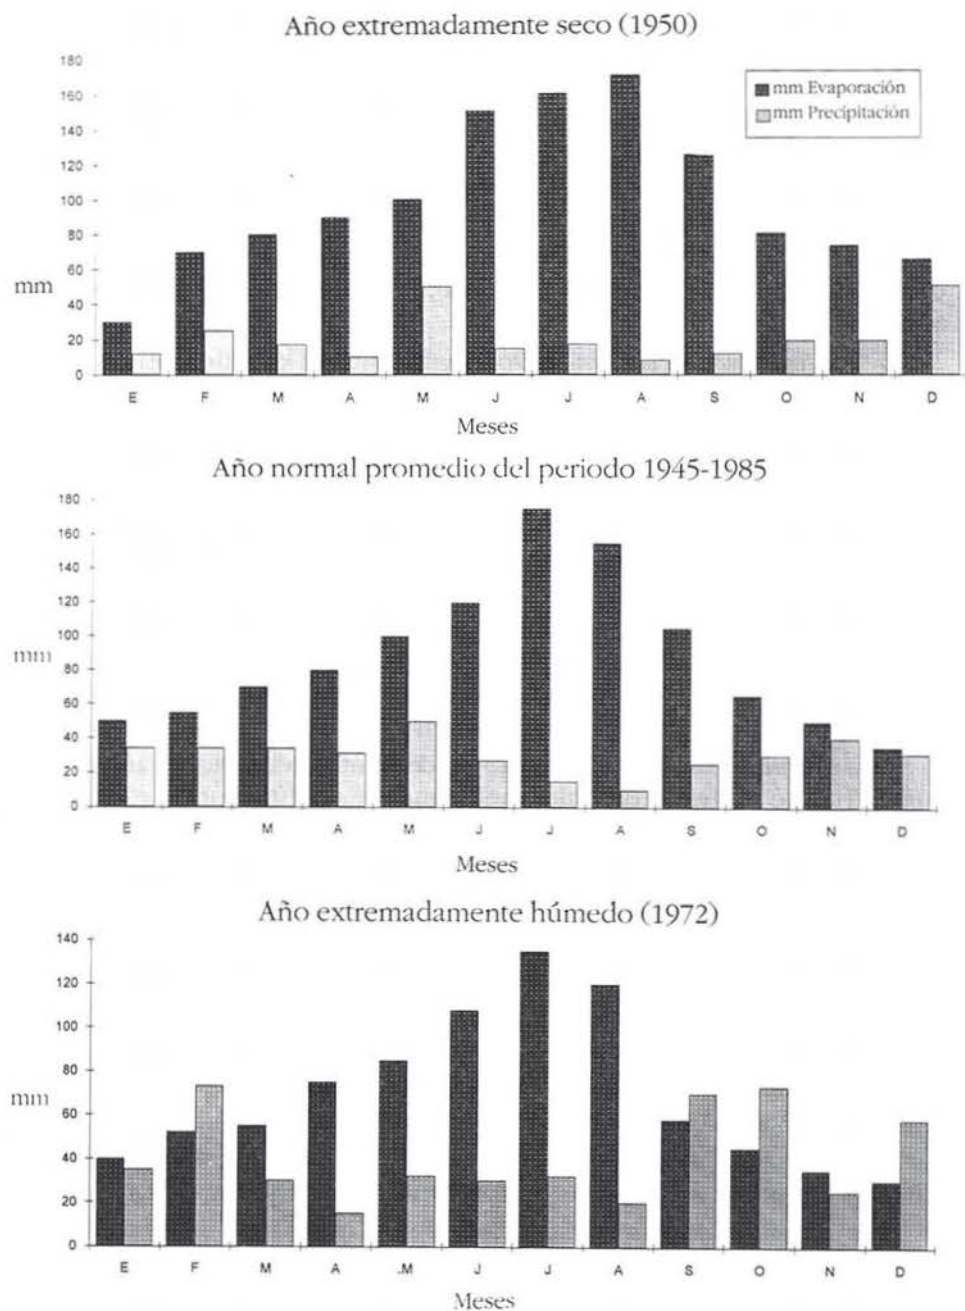 Año extremadamente seco (1950)
180
160
140
120
100
80
60
40
20
0
mm
mm Evaporación
mm Precipitación
E F M A M J J A S O N D
Meses
Año normal promedio del periodo 1945-1985
180
160
140
120
100
80
60
40
20
0
mm
E F M A M J J A S O N D
Meses
Año extremadamente húmedo (1972)
140
120
100
80
60
40
20
0
mm
E F M A .M J J A S O N D
Meses